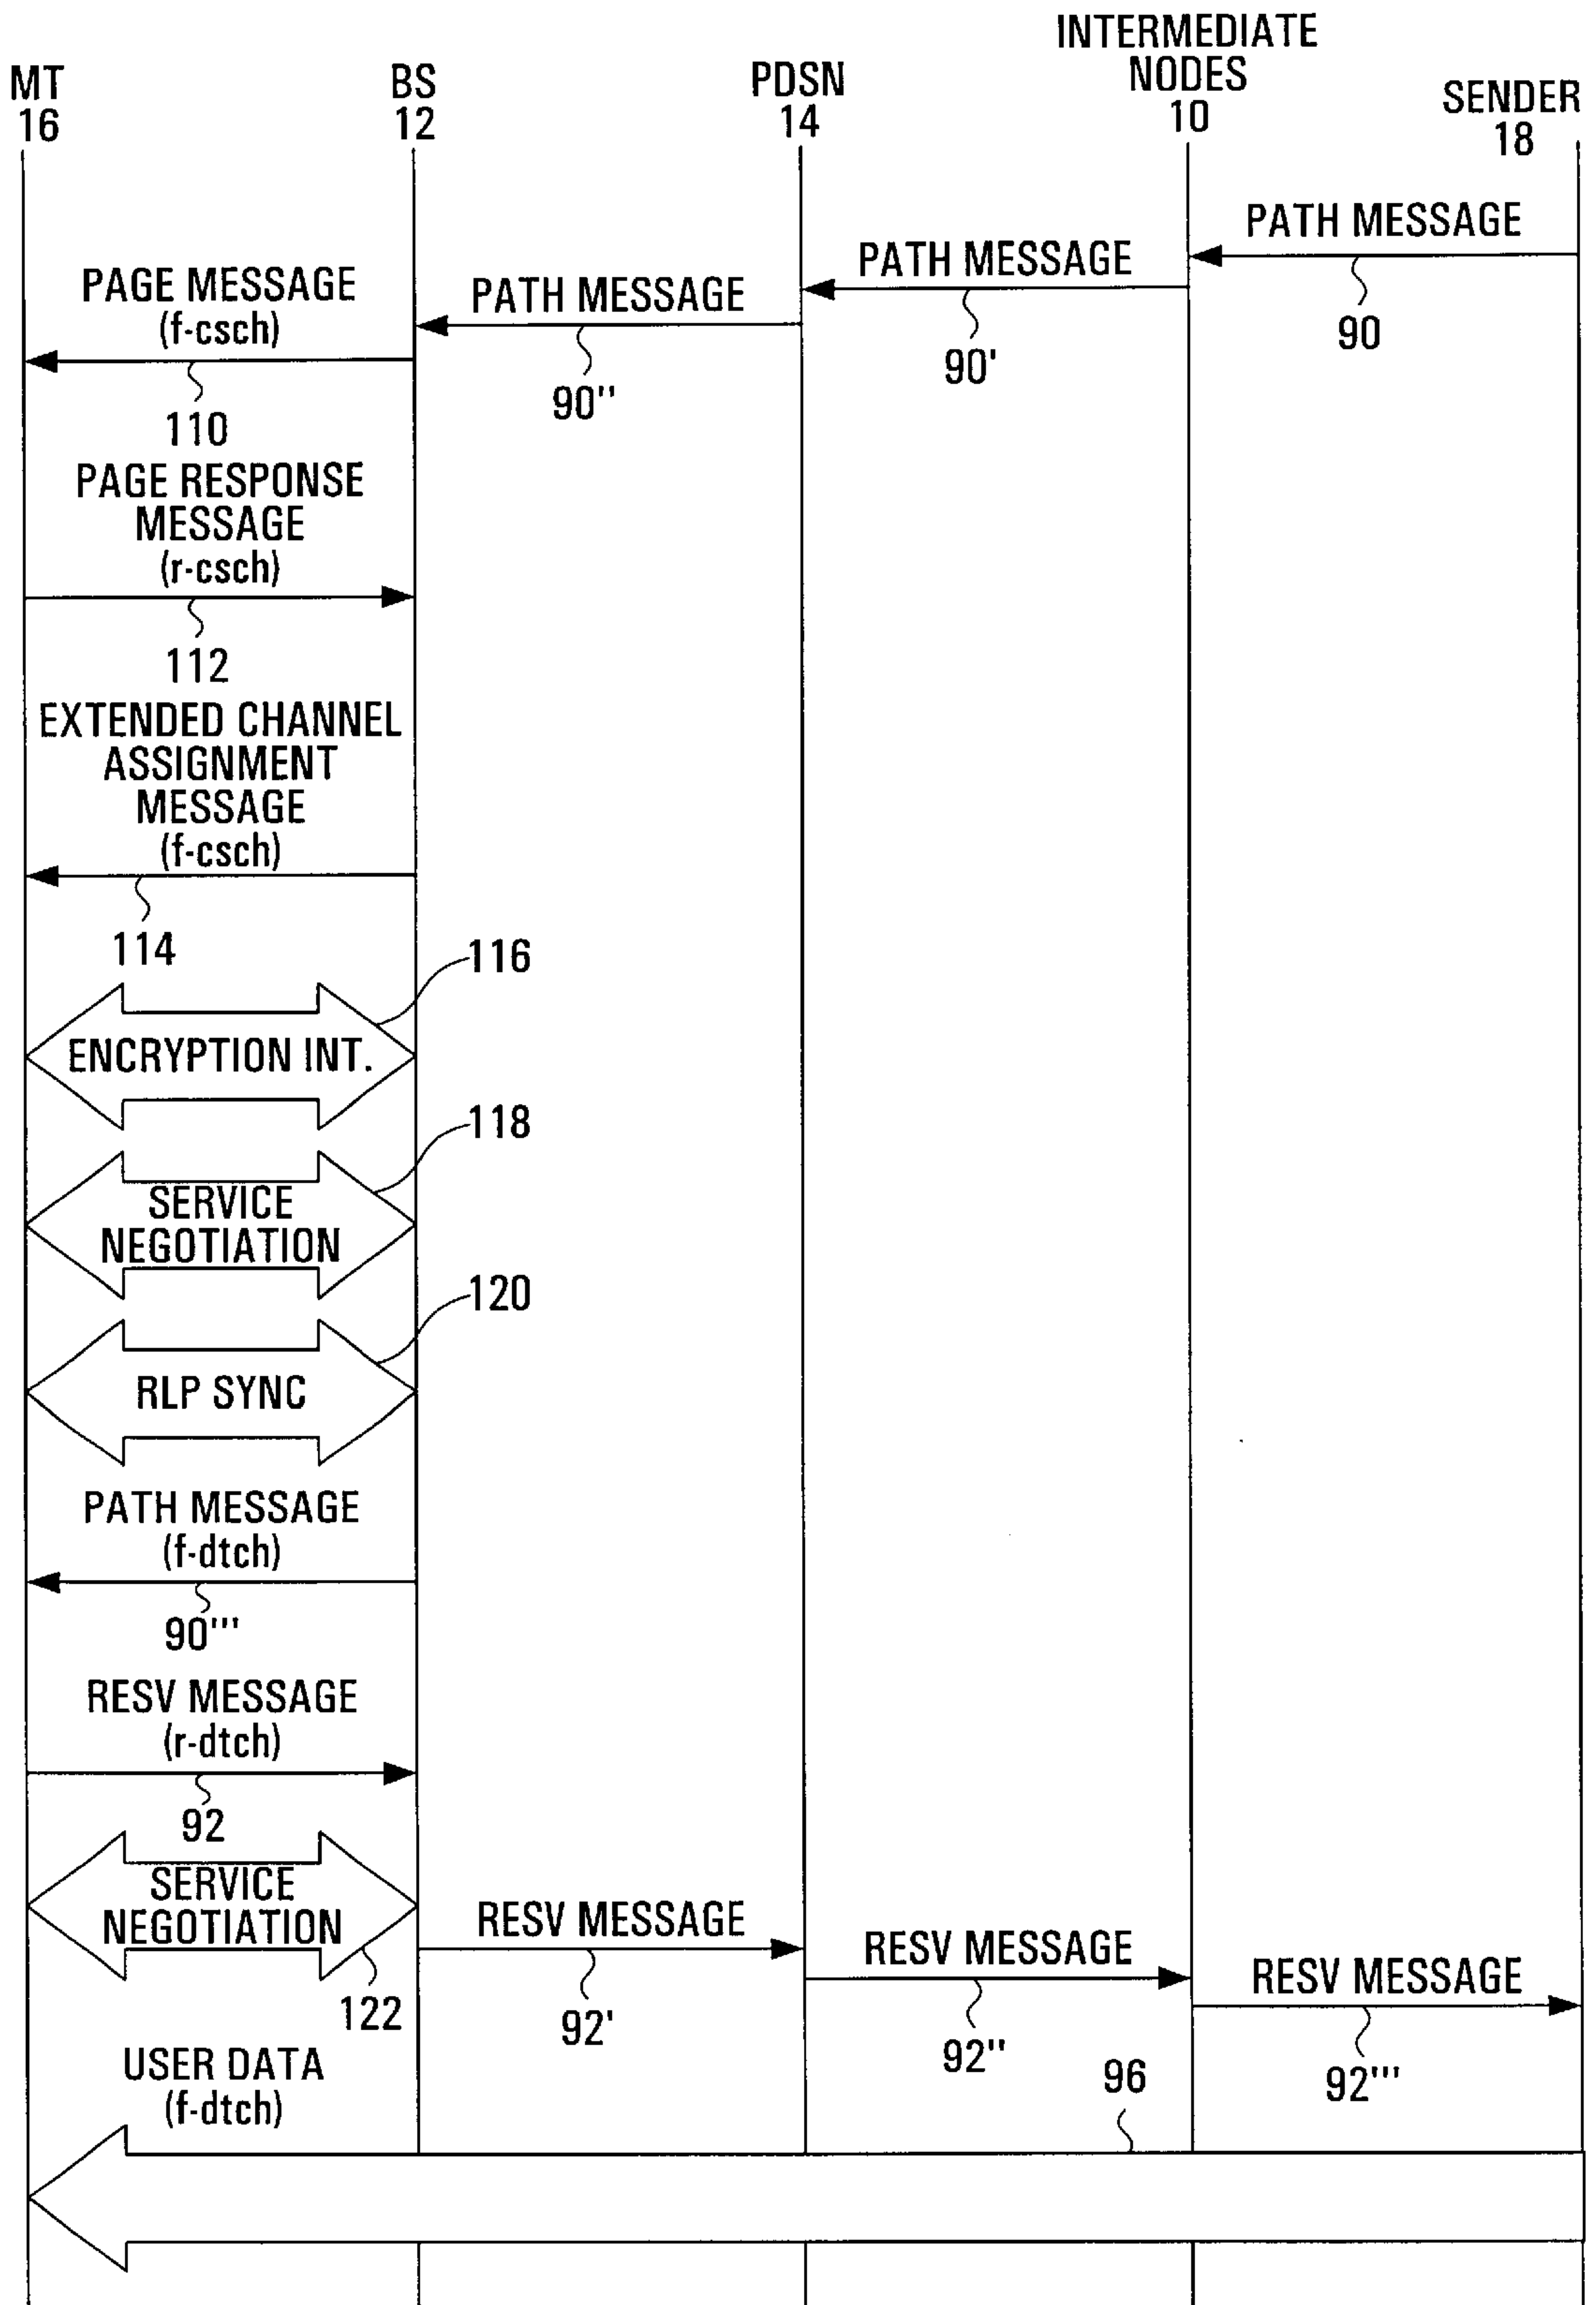 MT
16
BS
12
PDSN
14
INTERMEDIATE
NODES
10
SENDER
18
PATH MESSAGE
90
PATH MESSAGE
90'
PATH MESSAGE
90''
PAGE MESSAGE
(f-csch)
110
PAGE RESPONSE
MESSAGE
(r-csch)
112
EXTENDED CHANNEL
ASSIGNMENT
MESSAGE
(f-csch)
114
116
ENCRYPTION INT.
118
SERVICE
NEGOTIATION
120
RLP SYNC
PATH MESSAGE
(f-dtch)
90'''
RESV MESSAGE
(r-dtch)
92
SERVICE
NEGOTIATION
122
RESV MESSAGE
92'
RESV MESSAGE
92''
RESV MESSAGE
92'''
USER DATA
(f-dtch)
96